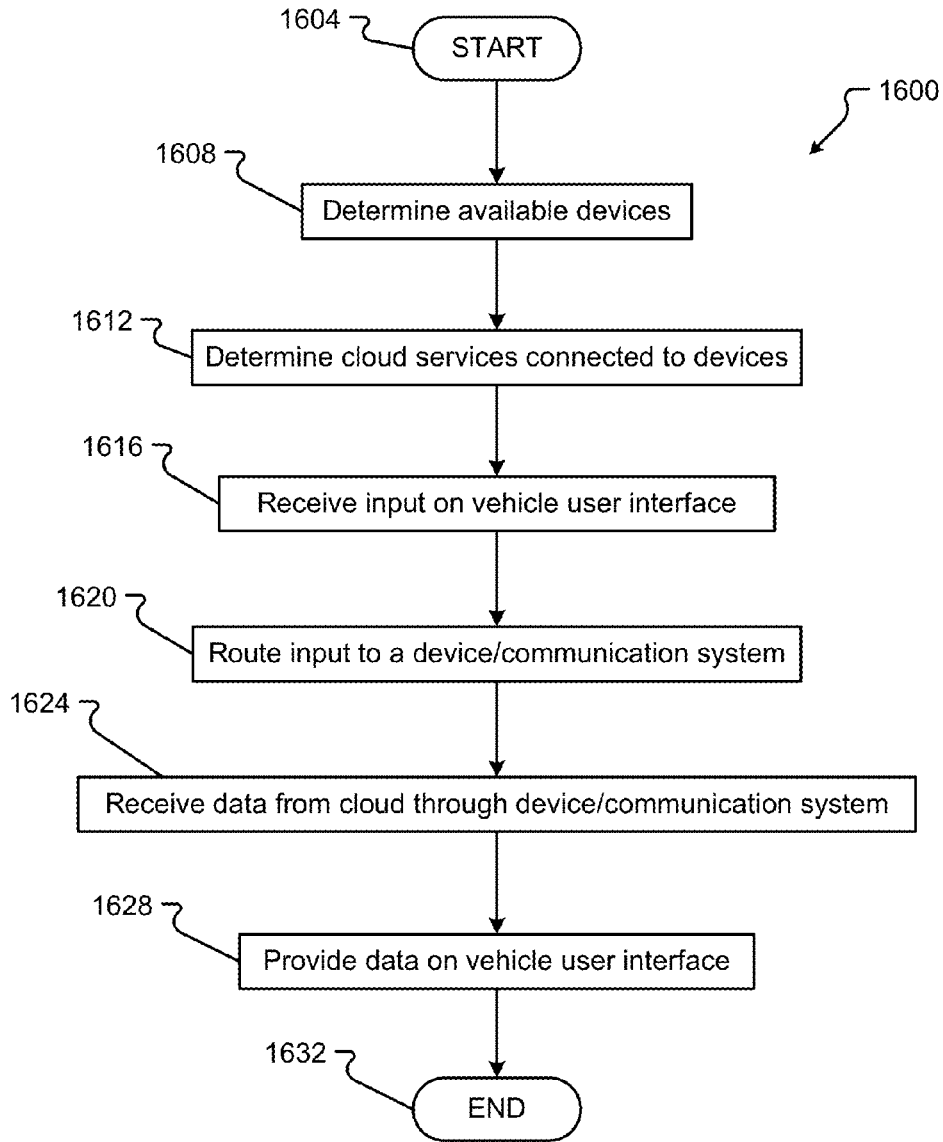 1604
START
1600
1608
Determine available devices
1612
Determine cloud services connected to devices
1616
Receive input on vehicle user interface
1620
Route input to a device/communication system
1624
Receive data from cloud through device/communication system
1628
Provide data on vehicle user interface
1632
END